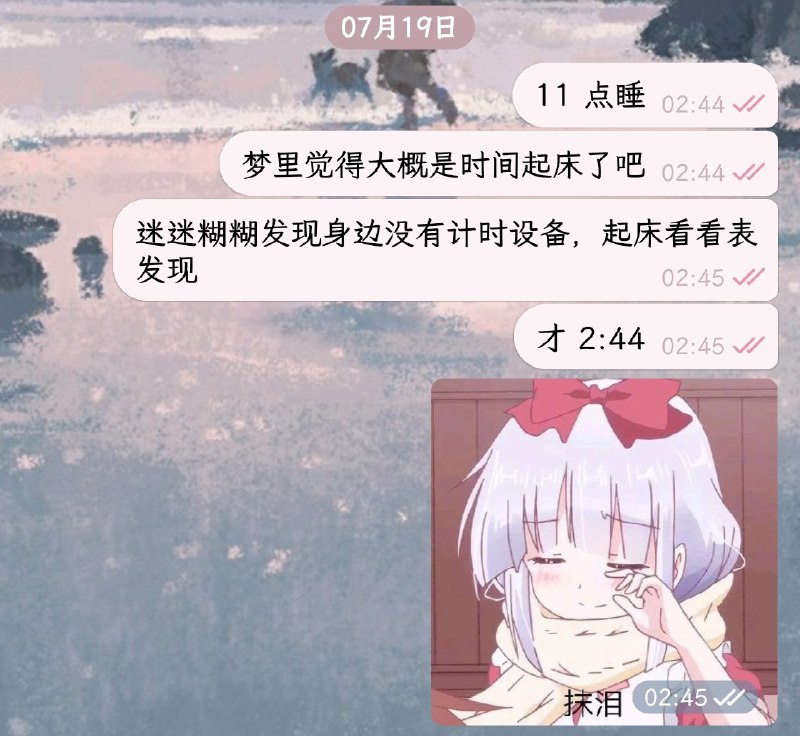 07月19日
11 点睡 02:44
梦里觉得大概是时间起床了吧 02:44
迷迷糊糊发现身边没有计时设备，起床看看表
发现 02:45
才 2:44 02:45
抹泪 02:45